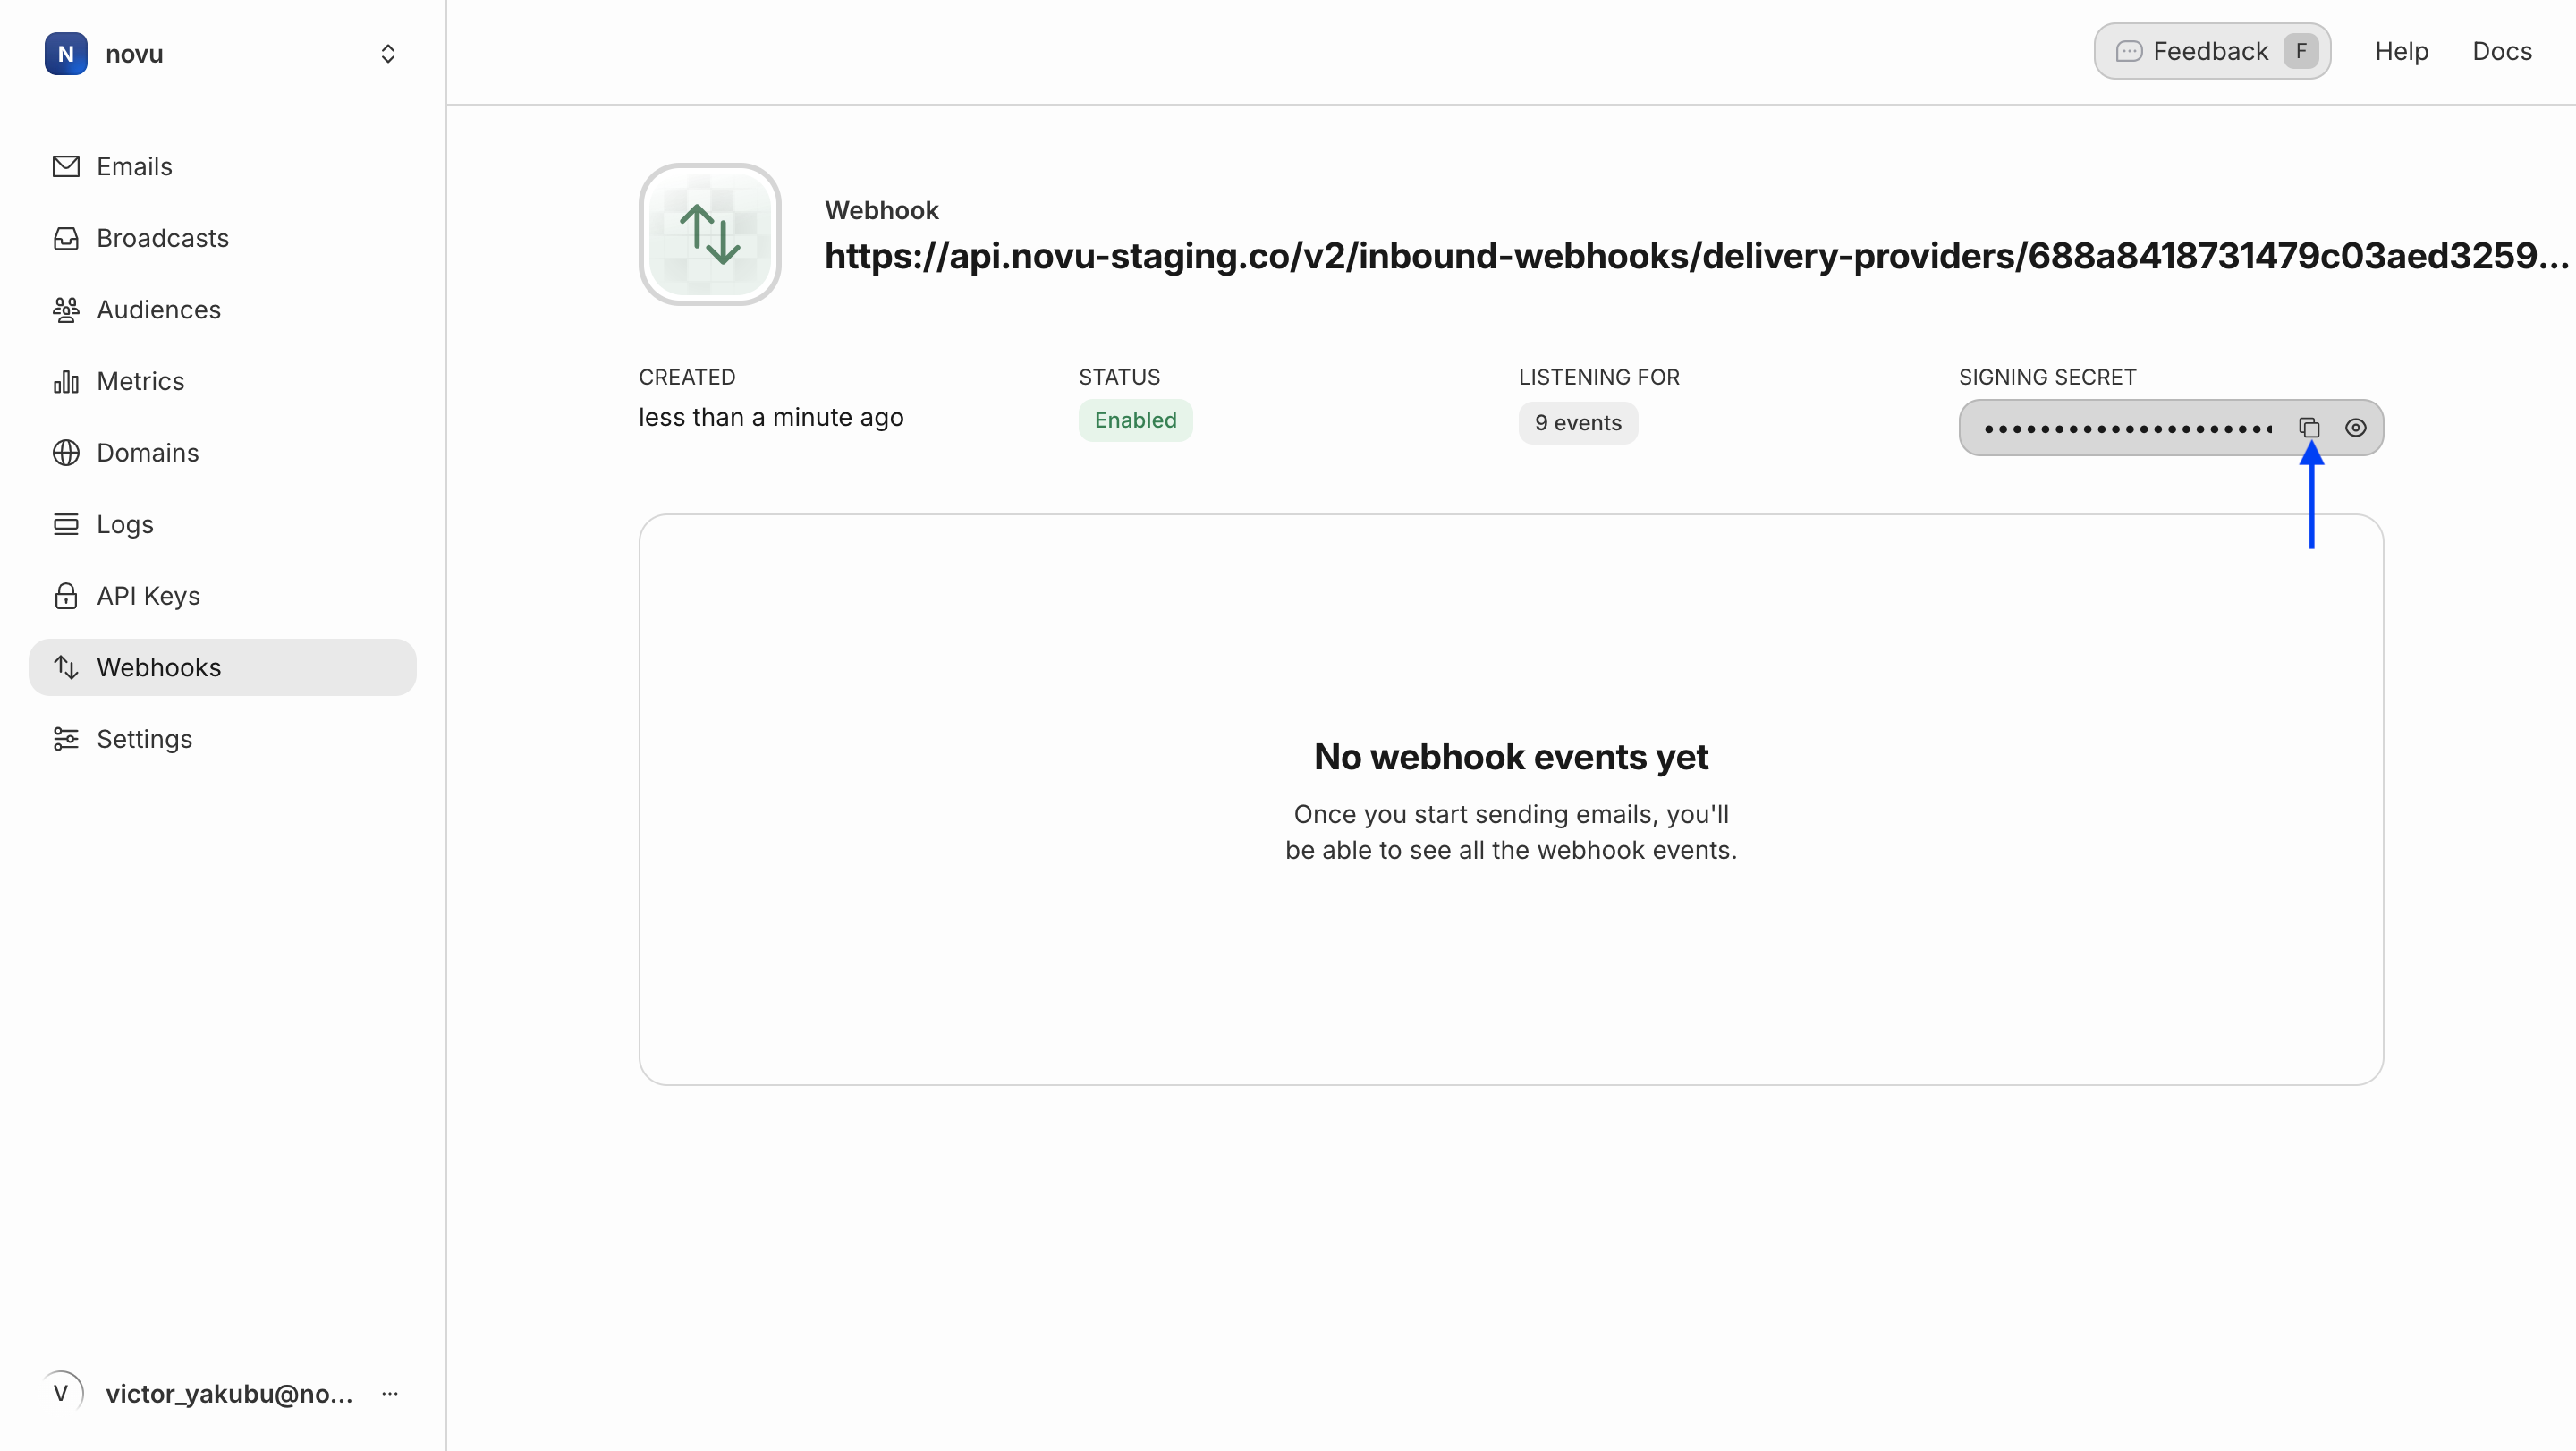 N novu
Emails
Broadcasts
Audiences
Metrics
Domains
Logs
API Keys
Webhooks
Settings
V victor_yakubu@no...
Feedback F Help Docs
Webhook
https://api.novu-staging.co/v2/inbound-webhooks/delivery-providers/688a8418731479c03aed3259...
CREATED
less than a minute ago
STATUS
Enabled
LISTENING FOR
9 events
SIGNING SECRET
No webhook events yet
Once you start sending emails, you'll
be able to see all the webhook events.